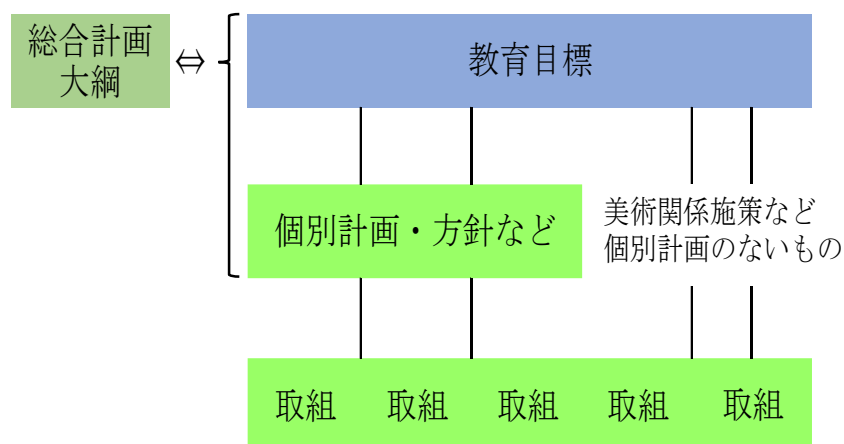 総合計画
大綱
⇔
教育目標
個別計画・方針など
美術関係施策など
個別計画のないもの
取組 取組 取組 取組 取組